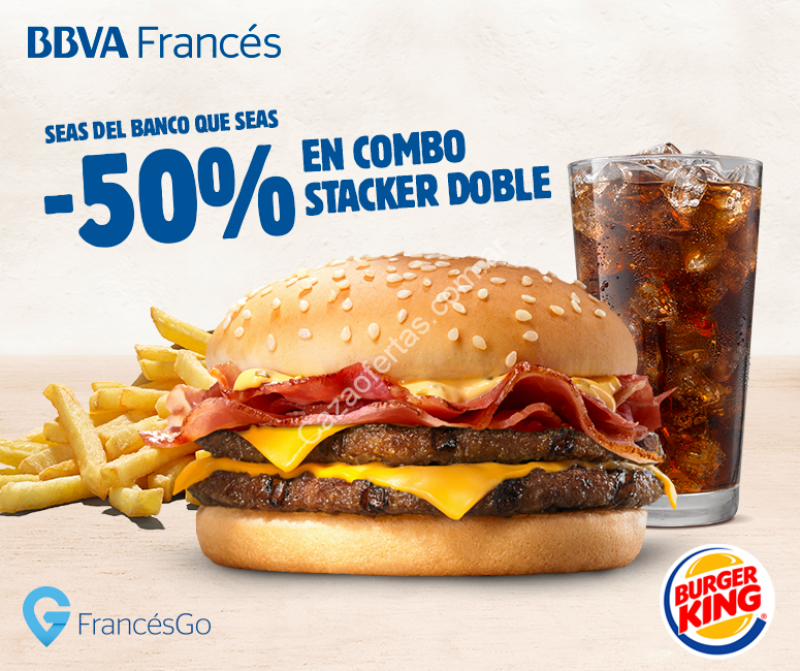 BBVA Francés
SEAS DEL BANCO QUE SEAS
-50% EN COMBO
STACKER DOBLE
Cazaofertas.com.ar
FrancésGo
BURGER
KING